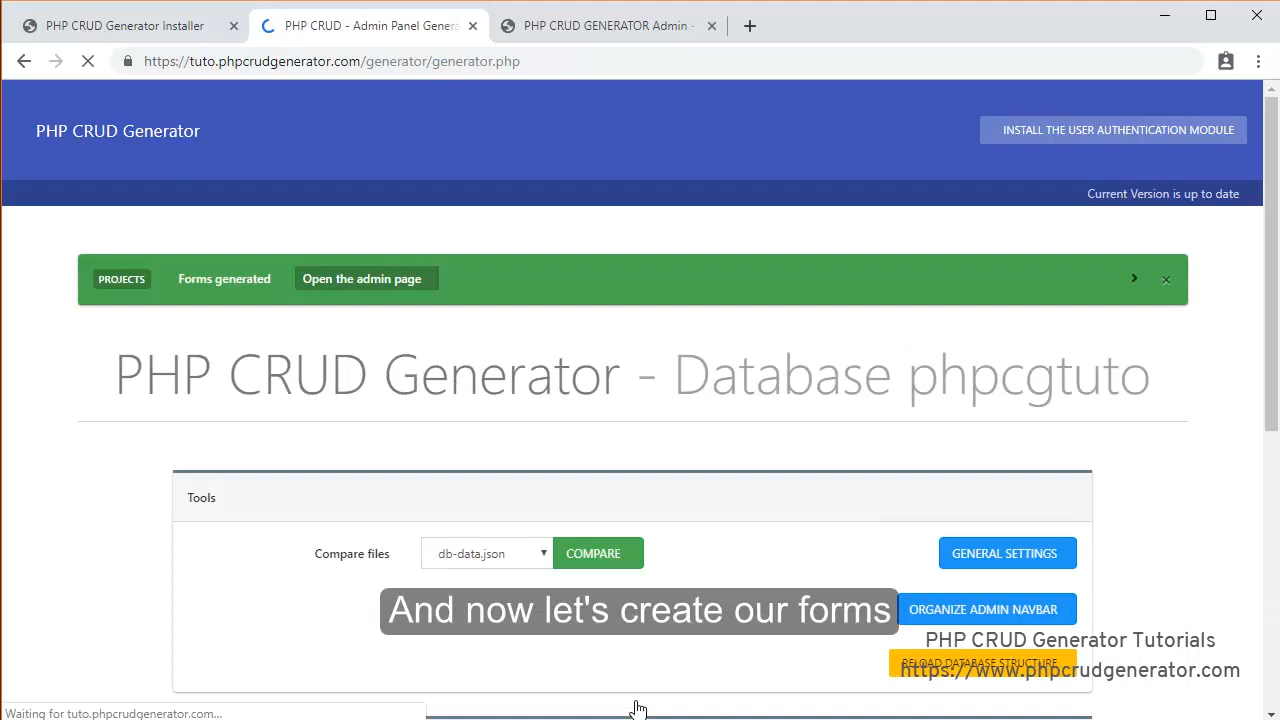 PHP CRUD Generator Installer
PHP CRUD - Admin Panel Genera
PHP CRUD GENERATOR Admin -
https://tuto.phpcrudgenerator.com/generator/generator.php
PHP CRUD Generator
INSTALL THE USER AUTHENTICATION MODULE
Current Version is up to date
PROJECTS Forms generated Open the admin page
PHP CRUD Generator - Database phpcgtuto
Tools
Compare files db-data.json COMPARE GENERAL SETTINGS
And now let's create our forms ORGANIZE ADMIN NAVBAR
PHP CRUD Generator Tutorials
RELOAD DATABASE STRUCTURE
https://www.phpcrudgenerator.com
Waiting for tuto.phpcrudgenerator.com...